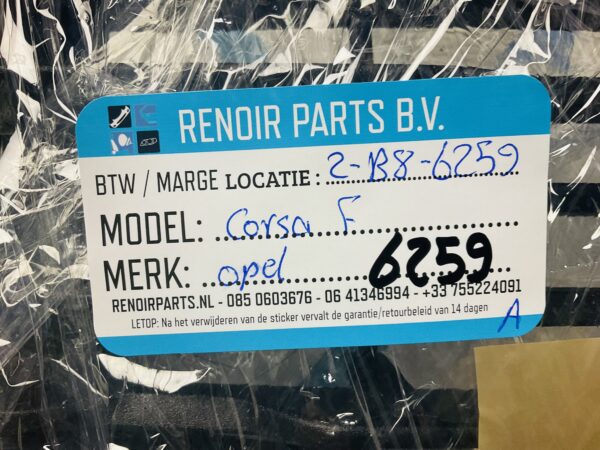 RENOIR PARTS B.V.
BTW / MARGE LOCATIE : 2-B8-6259
MODEL: Corsa F
MERK: opel 6259
RENOIRPARTS.NL - 085 0603676 - 06 41346994 - +33 755224091
LETOP: Na het verwijderen van de sticker vervalt de garantie/retourbeleid van 14 dagen
A